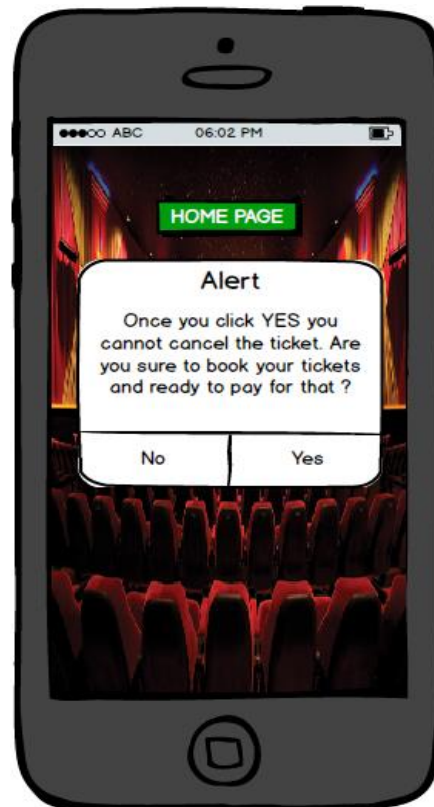 ABC 06:02 PM
HOME PAGE
Alert
Once you click YES you
cannot cancel the ticket. Are
you sure to book your tickets
and ready to pay for that ?
No Yes